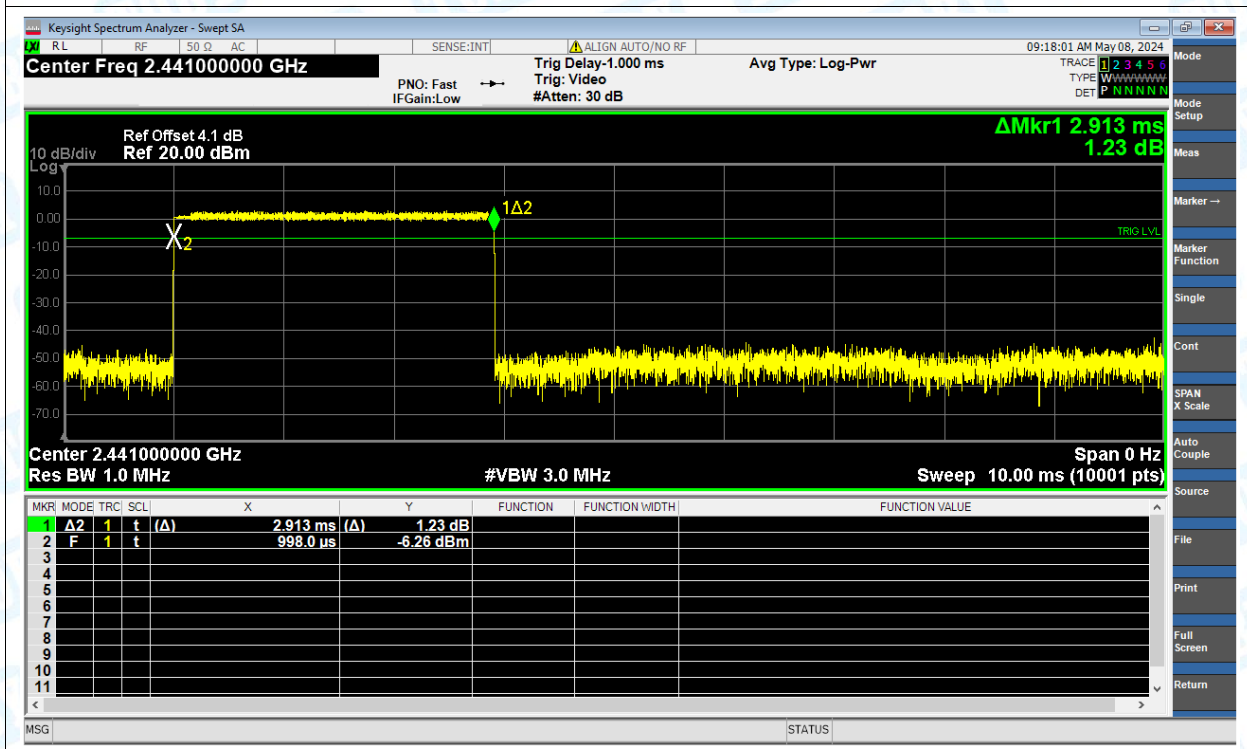 Keysight Spectrum Analyzer - Swept SA
LXI RL RF 50 Ω AC SENSE:INT ALIGN AUTO/NO RF 09:18:01 AM May 08, 2024
Center Freq 2.441000000 GHz
PNO: Fast
IFGain:Low
Trig Delay-1.000 ms
Trig: Video
#Atten: 30 dB
Avg Type: Log-Pwr
TRACE 1 2 3 4 5 6
TYPE WWWWWW
DET P N N N N N
ΔMkr1 2.913 ms
1.23 dB
Ref Offset 4.1 dB
10 dB/div Ref 20.00 dBm
Log
10.0
0.00
-10.0
-20.0
-30.0
-40.0
-50.0
-60.0
-70.0
1Δ2
2
TRIG LVL
Center 2.441000000 GHz Span 0 Hz
Res BW 1.0 MHz #VBW 3.0 MHz Sweep 10.00 ms (10001 pts)
MKR MODE TRC SCL X Y FUNCTION FUNCTION WIDTH FUNCTION VALUE
1 Δ2 1 t (Δ) 2.913 ms (Δ) 1.23 dB
2 F 1 t 998.0 µs -6.26 dBm
3
4
5
6
7
8
9
10
11
MSG STATUS
Mode
Mode
Setup
Meas
Marker →
Marker
Function
Single
Cont
SPAN
X Scale
Auto
Couple
Source
File
Print
Full
Screen
Return